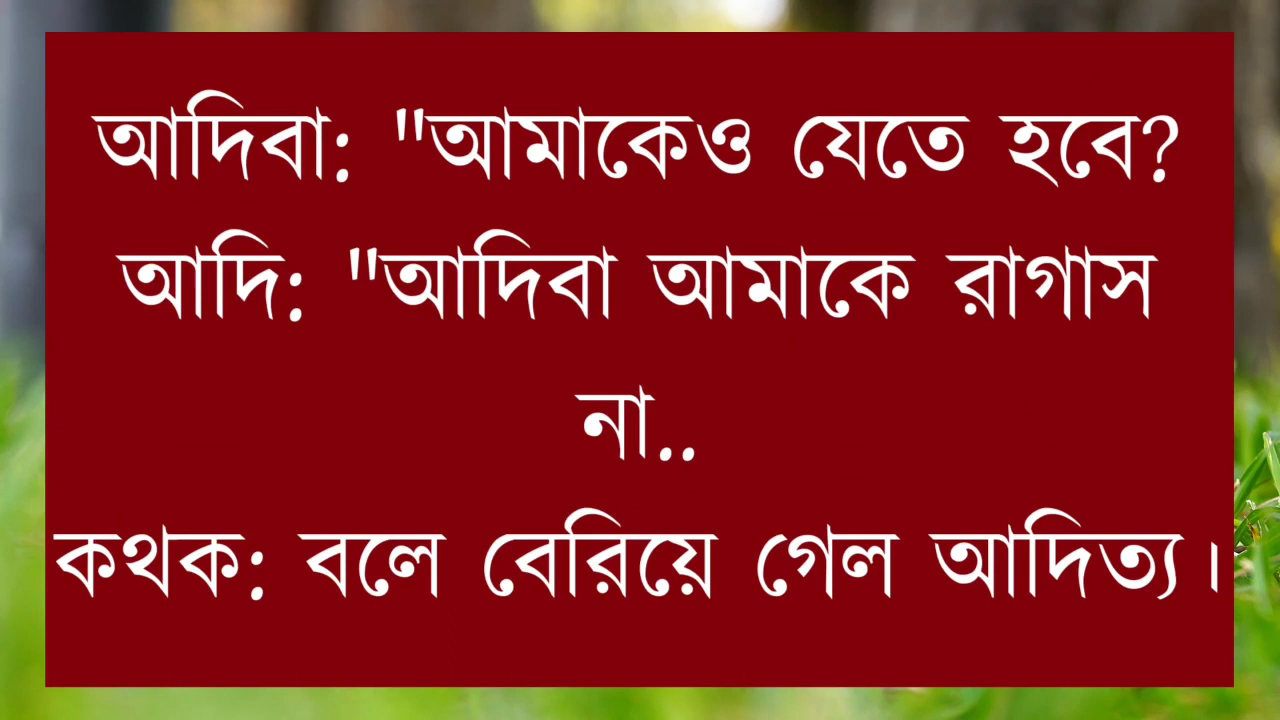 আদিবা: "আমাকেও যেতে হবে?
আদি: "আদিবা আমাকে রাগাস
না..
কথক: বলে বেরিয়ে গেল আদিত্য।